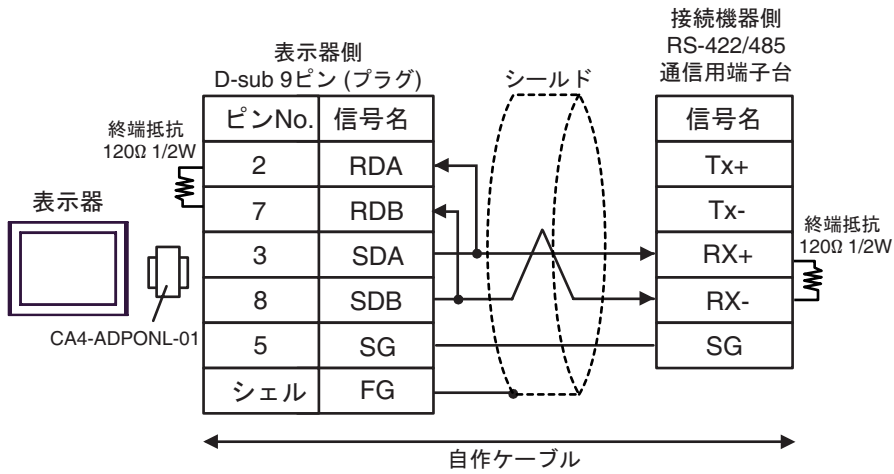 表示器側
D-sub 9ピン (プラグ)
シールド
接続機器側
RS-422/485
通信用端子台
終端抵抗
120Ω 1/2W
ピンNo. 信号名
2 RDA
7 RDB
3 SDA
8 SDB
5 SG
シェル FG
信号名
Tx+
Tx-
RX+
RX-
SG
終端抵抗
120Ω 1/2W
表示器
CA4-ADPONL-01
自作ケーブル